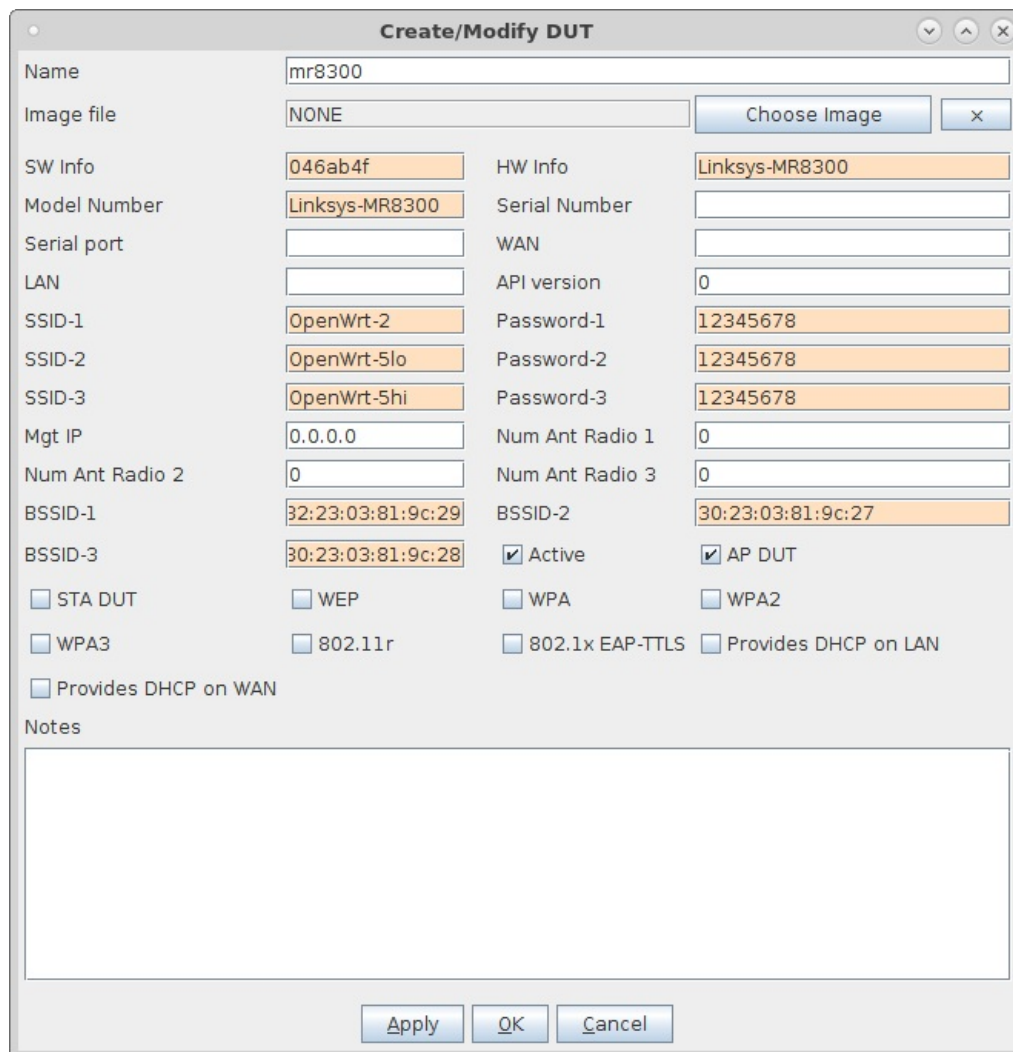 Create/Modify DUT
Name mr8300
Image file NONE Choose Image ×
SW Info 046ab4f HW Info Linksys-MR8300
Model Number Linksys-MR8300 Serial Number
Serial port WAN
LAN API version 0
SSID-1 OpenWrt-2 Password-1 12345678
SSID-2 OpenWrt-5lo Password-2 12345678
SSID-3 OpenWrt-5hi Password-3 12345678
Mgt IP 0.0.0.0 Num Ant Radio 1 0
Num Ant Radio 2 0 Num Ant Radio 3 0
BSSID-1 32:23:03:81:9c:29 BSSID-2 30:23:03:81:9c:27
BSSID-3 30:23:03:81:9c:28 Active AP DUT
STA DUT WEP WPA WPA2
WPA3 802.11r 802.1x EAP-TTLS Provides DHCP on LAN
Provides DHCP on WAN
Notes
Apply OK Cancel